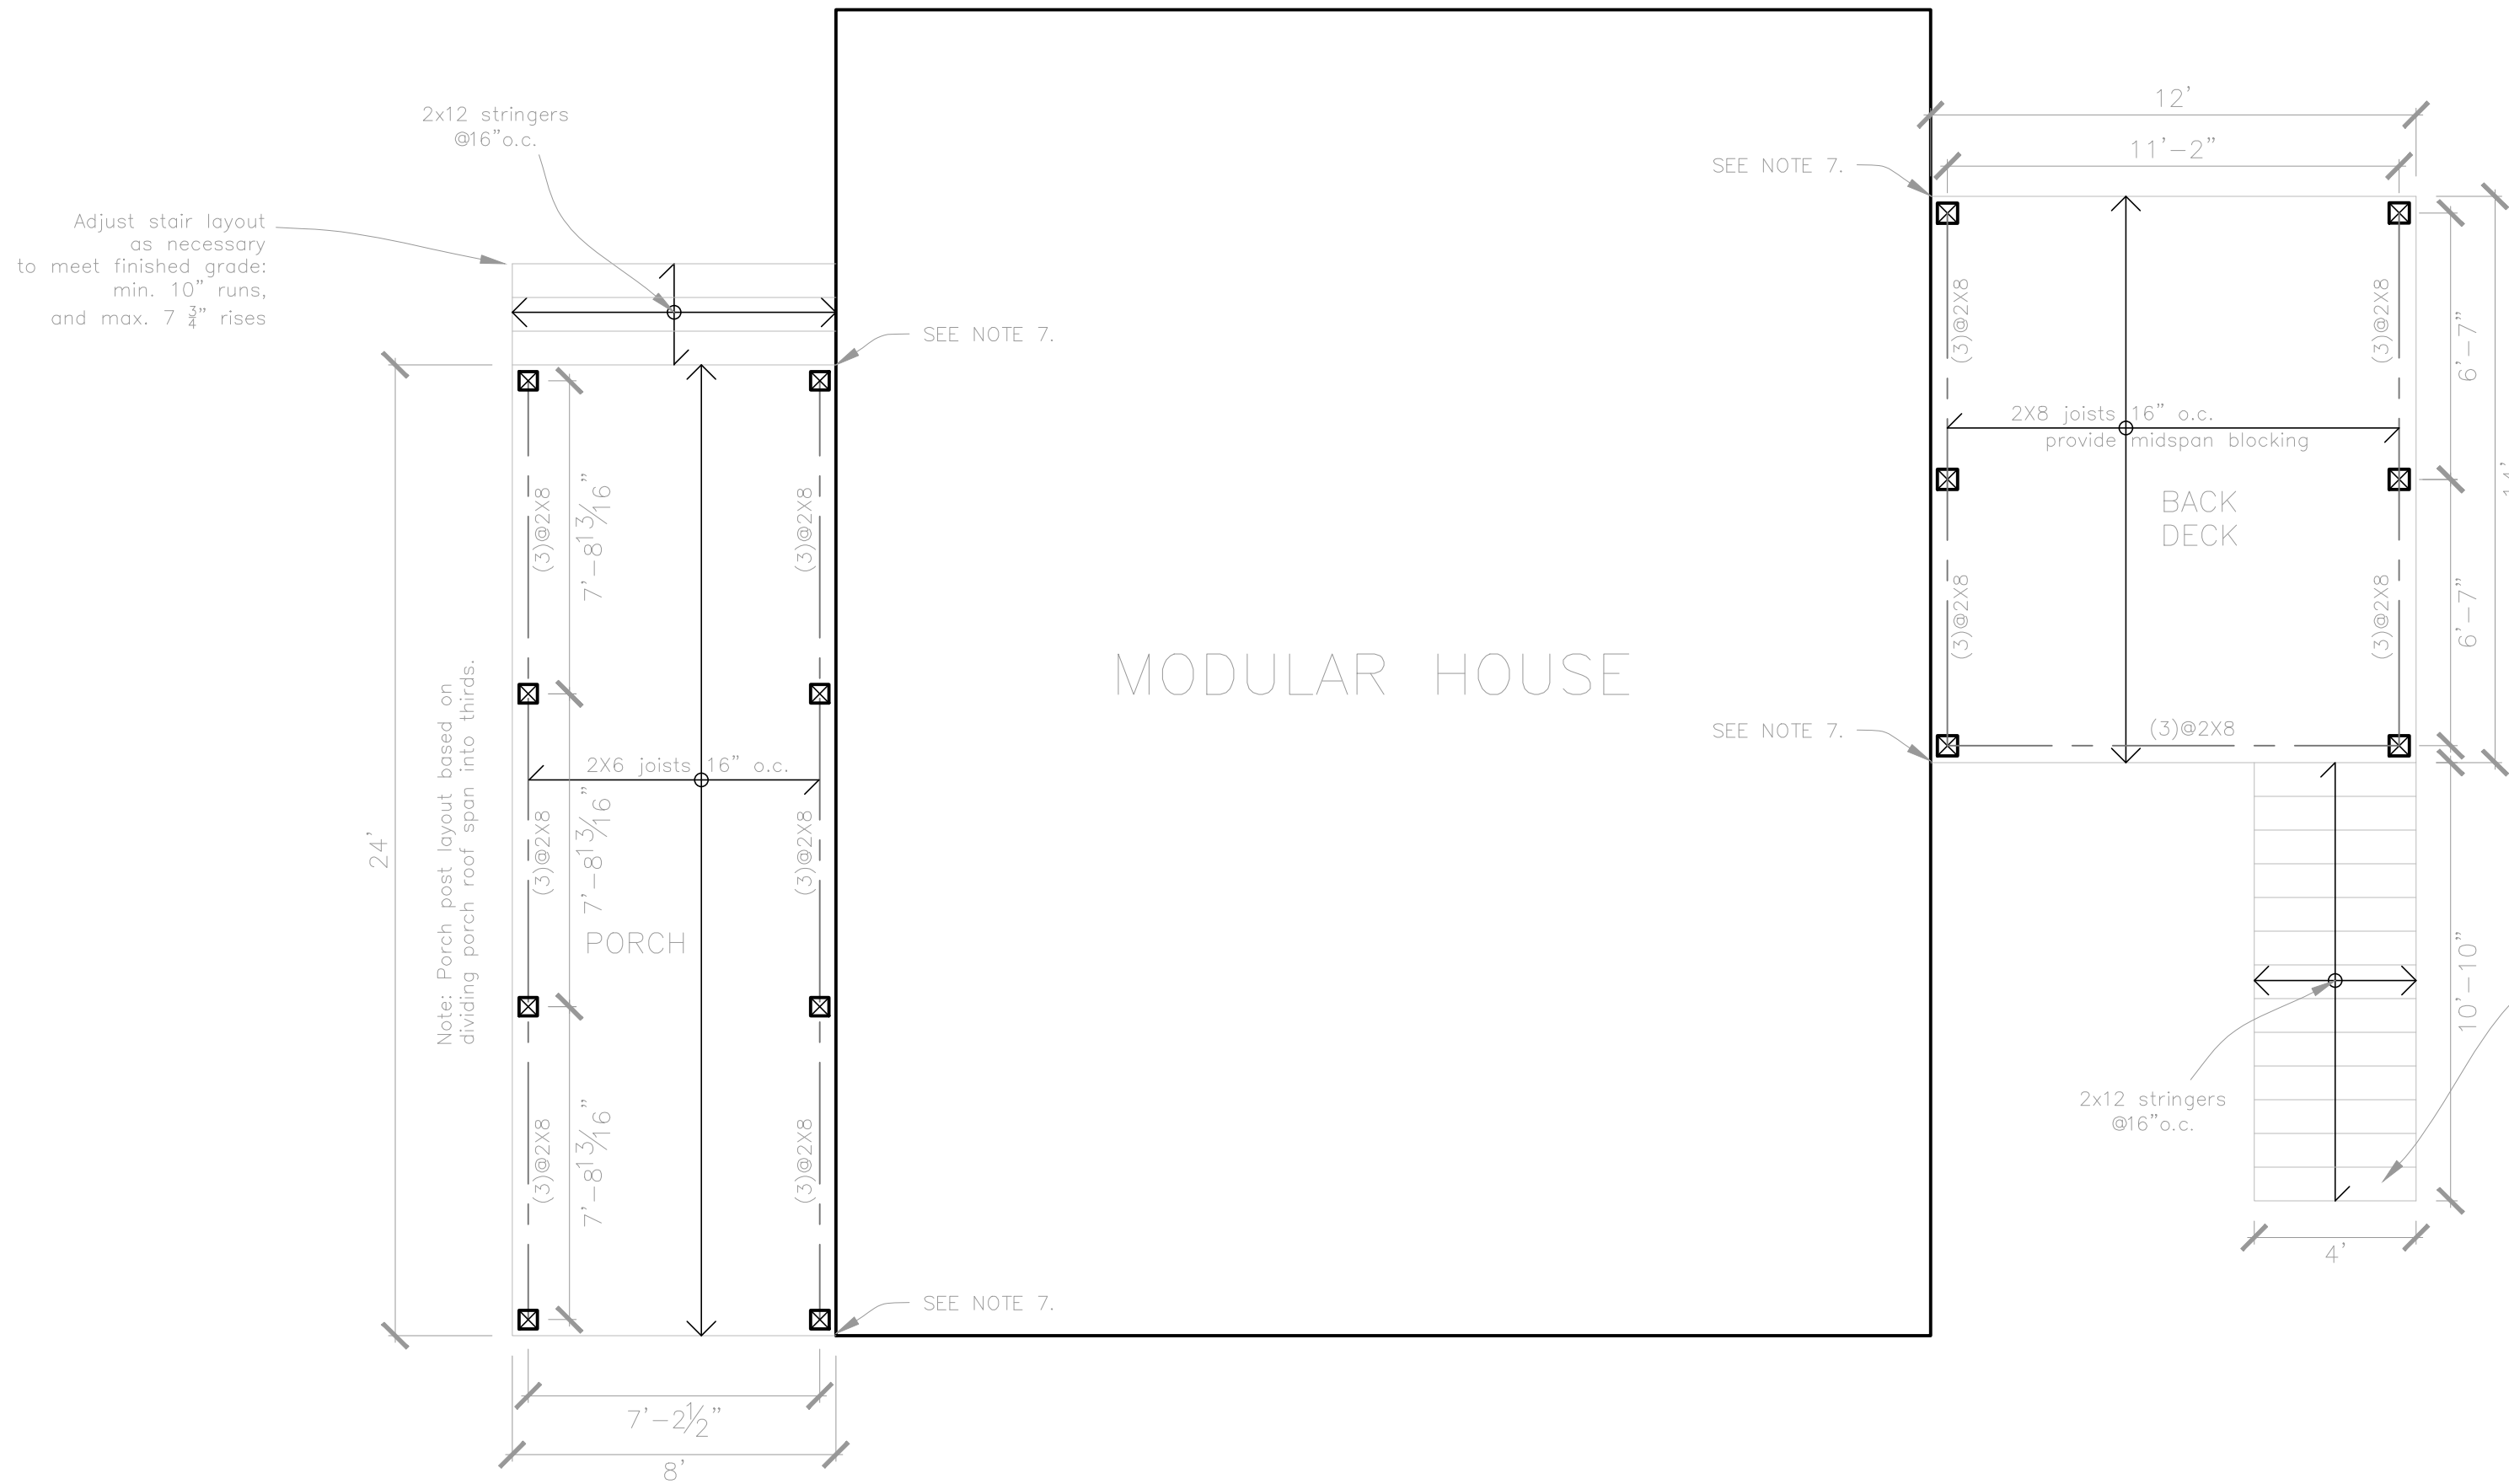 12'
11'-2"
2x12 stringers
@16"o.c.
SEE NOTE 7.
Adjust stair layout
as necessary
to meet finished grade:
min. 10" runs,
and max. 7 3/4" rises
SEE NOTE 7.
(3)@2X8
(3)@2X8
6'-7"
2X8 joists 16" o.c.
provide midspan blocking
BACK
DECK
(3)@2X8
(3)@2X8
7'-8 13/16"
(3)@2X8
(3)@2X8
6'-7"
MODULAR HOUSE
SEE NOTE 7.
(3)@2X8
Note: Porch post layout based on
dividing porch roof span into thirds.
2X6 joists 16" o.c.
24'
(3)@2X8
7'-8 13/16"
(3)@2X8
PORCH
10'-10"
2x12 stringers
@16"o.c.
(3)@2X8
7'-8 13/16"
(3)@2X8
4'
SEE NOTE 7.
7'-2 1/2"
8'